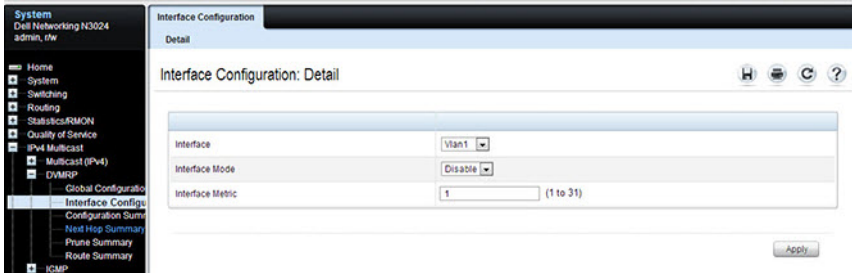 System
Dell Networking N3024
admin, r/w
Home
System
Switching
Routing
Statistics/RMON
Quality of Service
IPv4 Multicast
Multicast (IPv4)
DVMRP
Global Configuratio
Interface Configu
Configuration Summ
Next Hop Summary
Prune Summary
Route Summary
IGMP
Interface Configuration
Detail
Interface Configuration: Detail
Interface Vlan1
Interface Mode Disable
Interface Metric 1 (1 to 31)
Apply